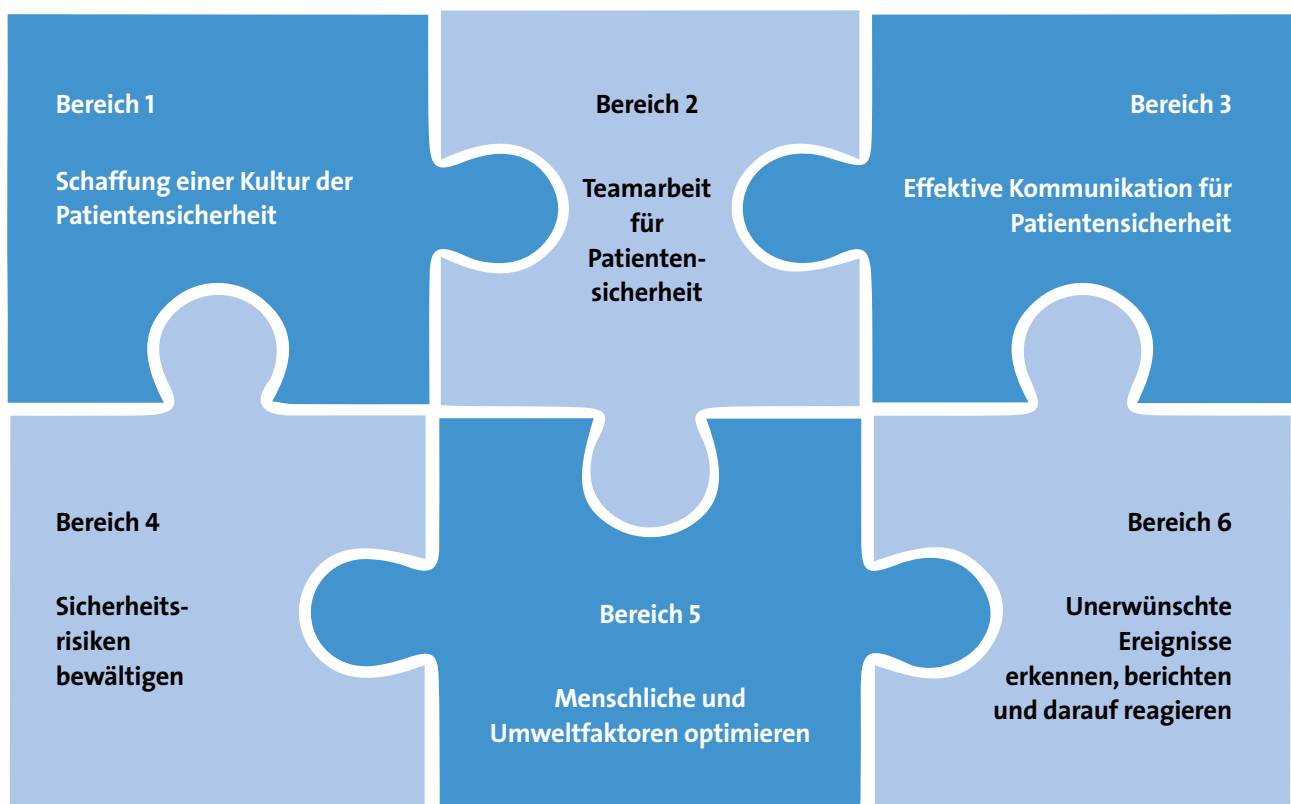 Bereich 1
Schaffung einer Kultur der
Patientensicherheit
Bereich 2
Teamarbeit
für
Patienten-
sicherheit
Bereich 3
Effektive Kommunikation für
Patientensicherheit
Bereich 4
Sicherheits-
risiken
bewältigen
Bereich 5
Menschliche und
Umweltfaktoren optimieren
Bereich 6
Unerwünschte
Ereignisse
erkennen, berichten
und darauf reagieren